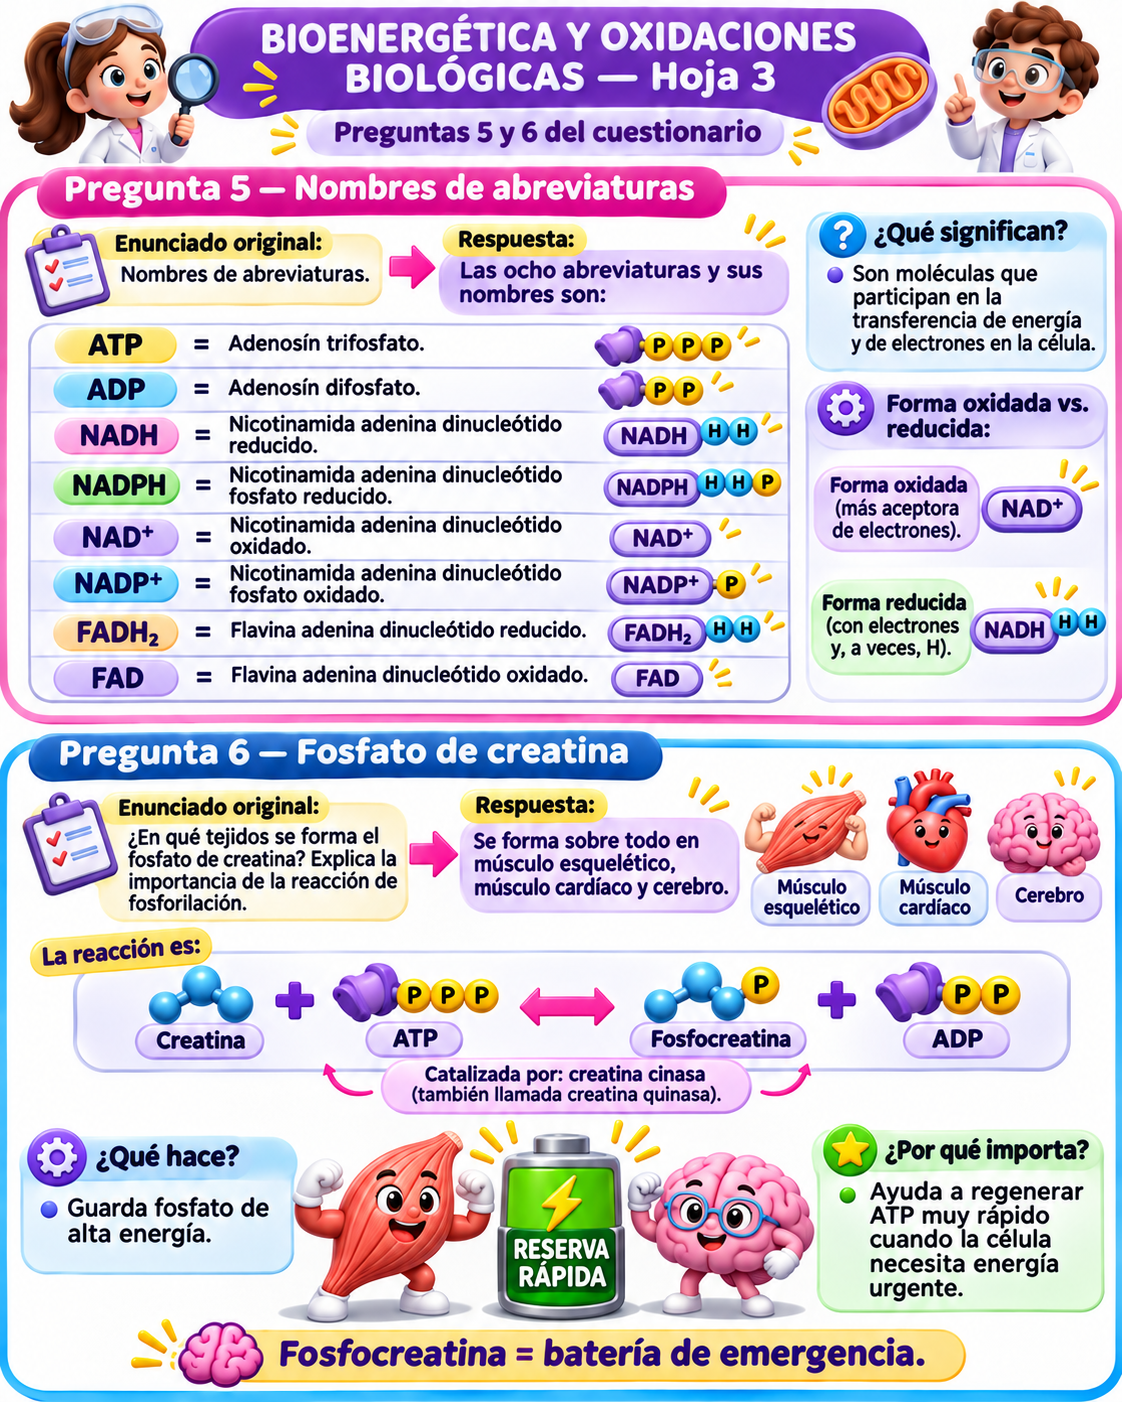 BIOENERGÉTICA Y OXIDACIONES
BIOLÓGICAS — Hoja 3
Preguntas 5 y 6 del cuestionario
Pregunta 5 — Nombres de abreviaturas
Enunciado original:
Nombres de abreviaturas.
Respuesta:
Las ocho abreviaturas y sus
nombres son:
ATP = Adenosín trifosfato. P P P
ADP = Adenosín difosfato. P P
NADH = Nicotinamida adenina dinucleótido
reducido.
NADH H H
NADPH = Nicotinamida adenina dinucleótido
fosfato reducido.
NADPH H H P
NAD⁺ = Nicotinamida adenina dinucleótido
oxidado.
NAD⁺
NADP⁺ = Nicotinamida adenina dinucleótido
fosfato oxidado.
NADP⁺ P
FADH₂ = Flavina adenina dinucleótido reducido. FADH₂ H H
FAD = Flavina adenina dinucleótido oxidado. FAD
? ¿Qué significan?
Son moléculas que
participan en la
transferencia de energía
y de electrones en la célula.
Forma oxidada vs.
reducida:
Forma oxidada
(más aceptora
de electrones).
NAD⁺
Forma reducida
(con electrones
y, a veces, H).
NADH H H
Pregunta 6 — Fosfato de creatina
Enunciado original:
¿En qué tejidos se forma el
fosfato de creatina? Explica la
importancia de la reacción de
fosforilación.
Respuesta:
Se forma sobre todo en
músculo esquelético,
músculo cardíaco y cerebro.
Músculo
esquelético
Músculo
cardíaco
Cerebro
La reacción es:
P P P P P P
Creatina + ATP Fosfocreatina + ADP
Catalizada por: creatina cinasa
(también llamada creatina quinasa).
¿Qué hace?
Guarda fosfato de
alta energía.
RESERVA
RÁPIDA
¿Por qué importa?
Ayuda a regenerar
ATP muy rápido
cuando la célula
necesita energía
urgente.
Fosfocreatina = batería de emergencia.